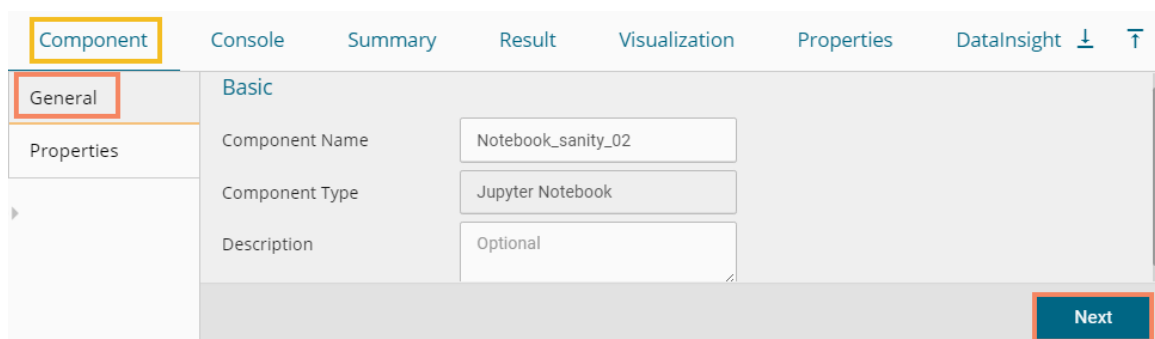 Component Console Summary Result Visualization Properties DataInsight
General
Basic
Component Name Notebook_sanity_02
Properties
Component Type Jupyter Notebook
Description Optional
Next